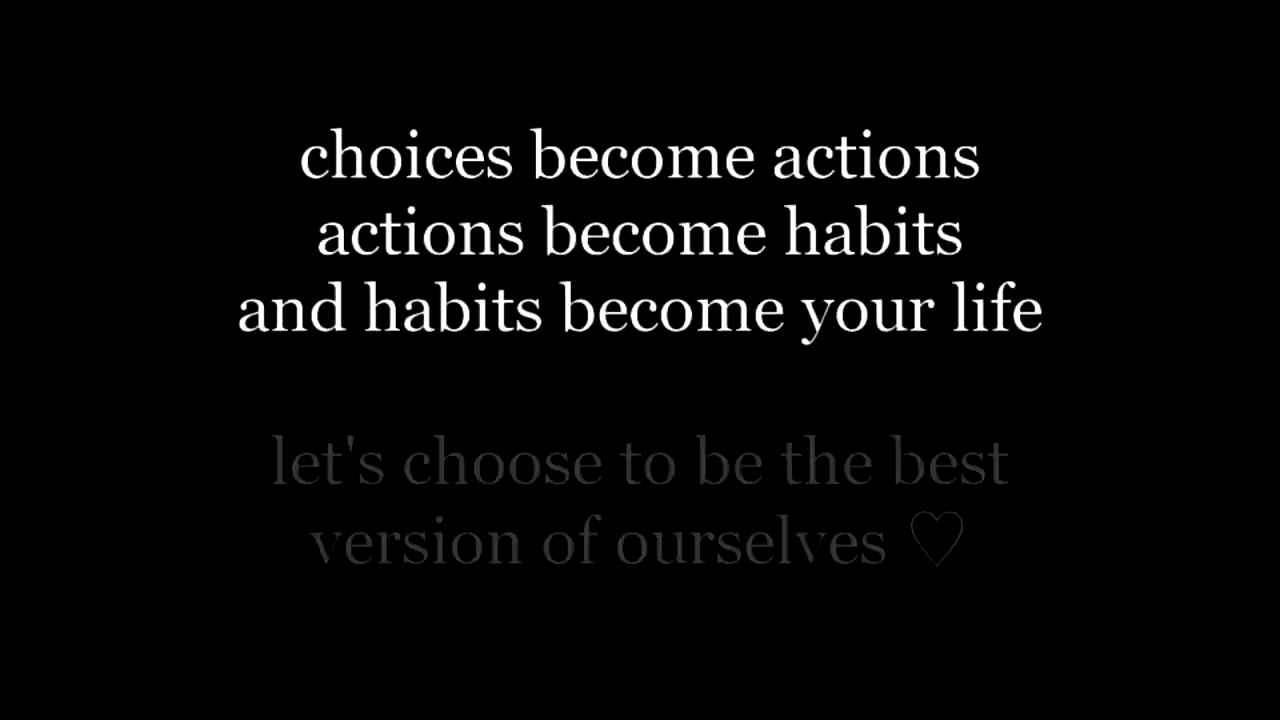 choices become actions
actions become habits
and habits become your life
let's choose to be the best
version of ourselves ♡